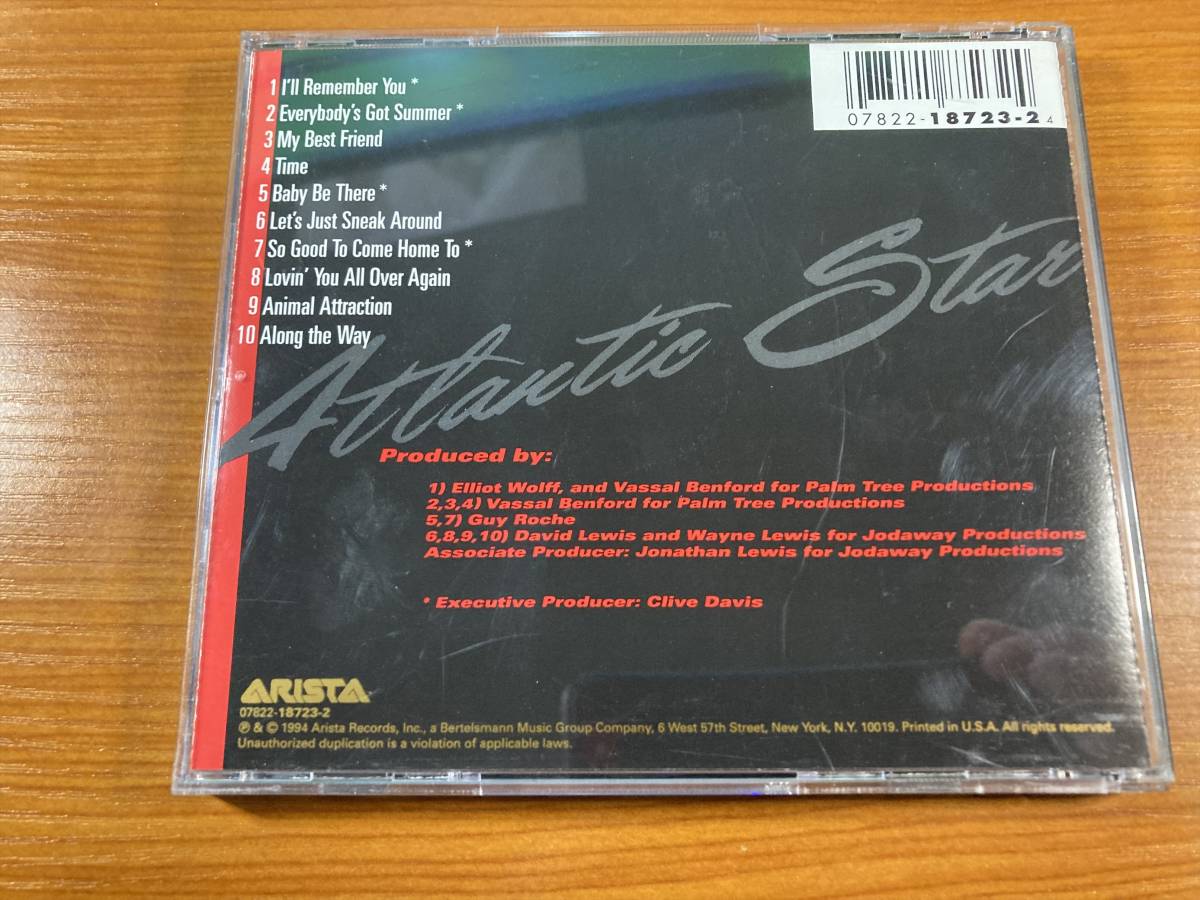 1 I'll Remember You *
2 Everybody's Got Summer *
3 My Best Friend
4 Time
5 Baby Be There *
6 Let's Just Sneak Around
7 So Good To Come Home To *
8 Lovin' You All Over Again
9 Animal Attraction
10 Along the Way
07822-18723-2 4
Atlantic Star
Produced by:
1) Elliot Wolff, and Vassal Benford for Palm Tree Productions
2,3,4) Vassal Benford for Palm Tree Productions
5,7) Guy Roche
6,8,9,10) David Lewis and Wayne Lewis for Jodaway Productions
Associate Producer: Jonathan Lewis for Jodaway Productions
* Executive Producer: Clive Davis
ARISTA
07822-18723-2
℗ & © 1994 Arista Records, Inc., a Bertelsmann Music Group Company, 6 West 57th Street, New York, N.Y. 10019. Printed in U.S.A. All rights reserved.
Unauthorized duplication is a violation of applicable laws.